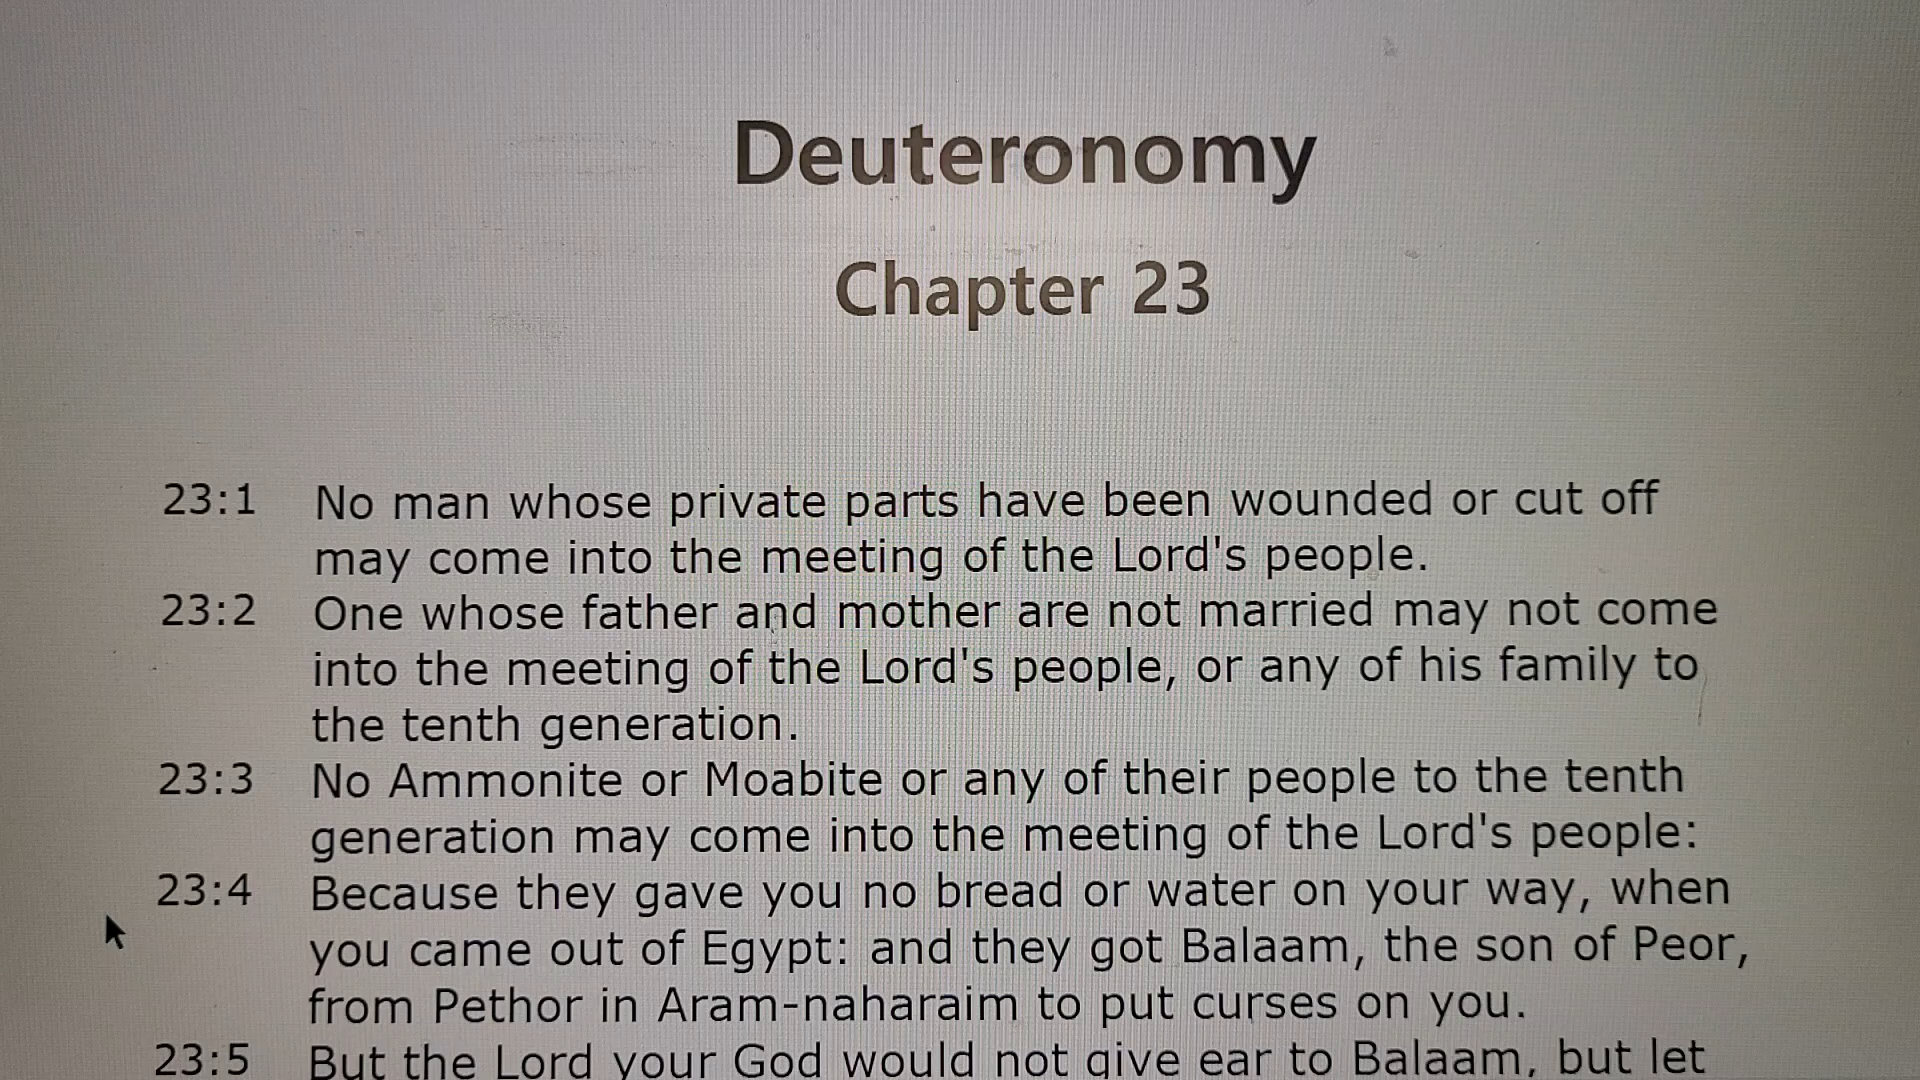 Deuteronomy
Chapter 23
23:1 No man whose private parts have been wounded or cut off
may come into the meeting of the Lord's people.
23:2 One whose father and mother are not married may not come
into the meeting of the Lord's people, or any of his family to
the tenth generation.
23:3 No Ammonite or Moabite or any of their people to the tenth
generation may come into the meeting of the Lord's people:
23:4 Because they gave you no bread or water on your way, when
you came out of Egypt: and they got Balaam, the son of Peor,
from Pethor in Aram-naharaim to put curses on you.
23:5 But the Lord your God would not give ear to Balaam, but let